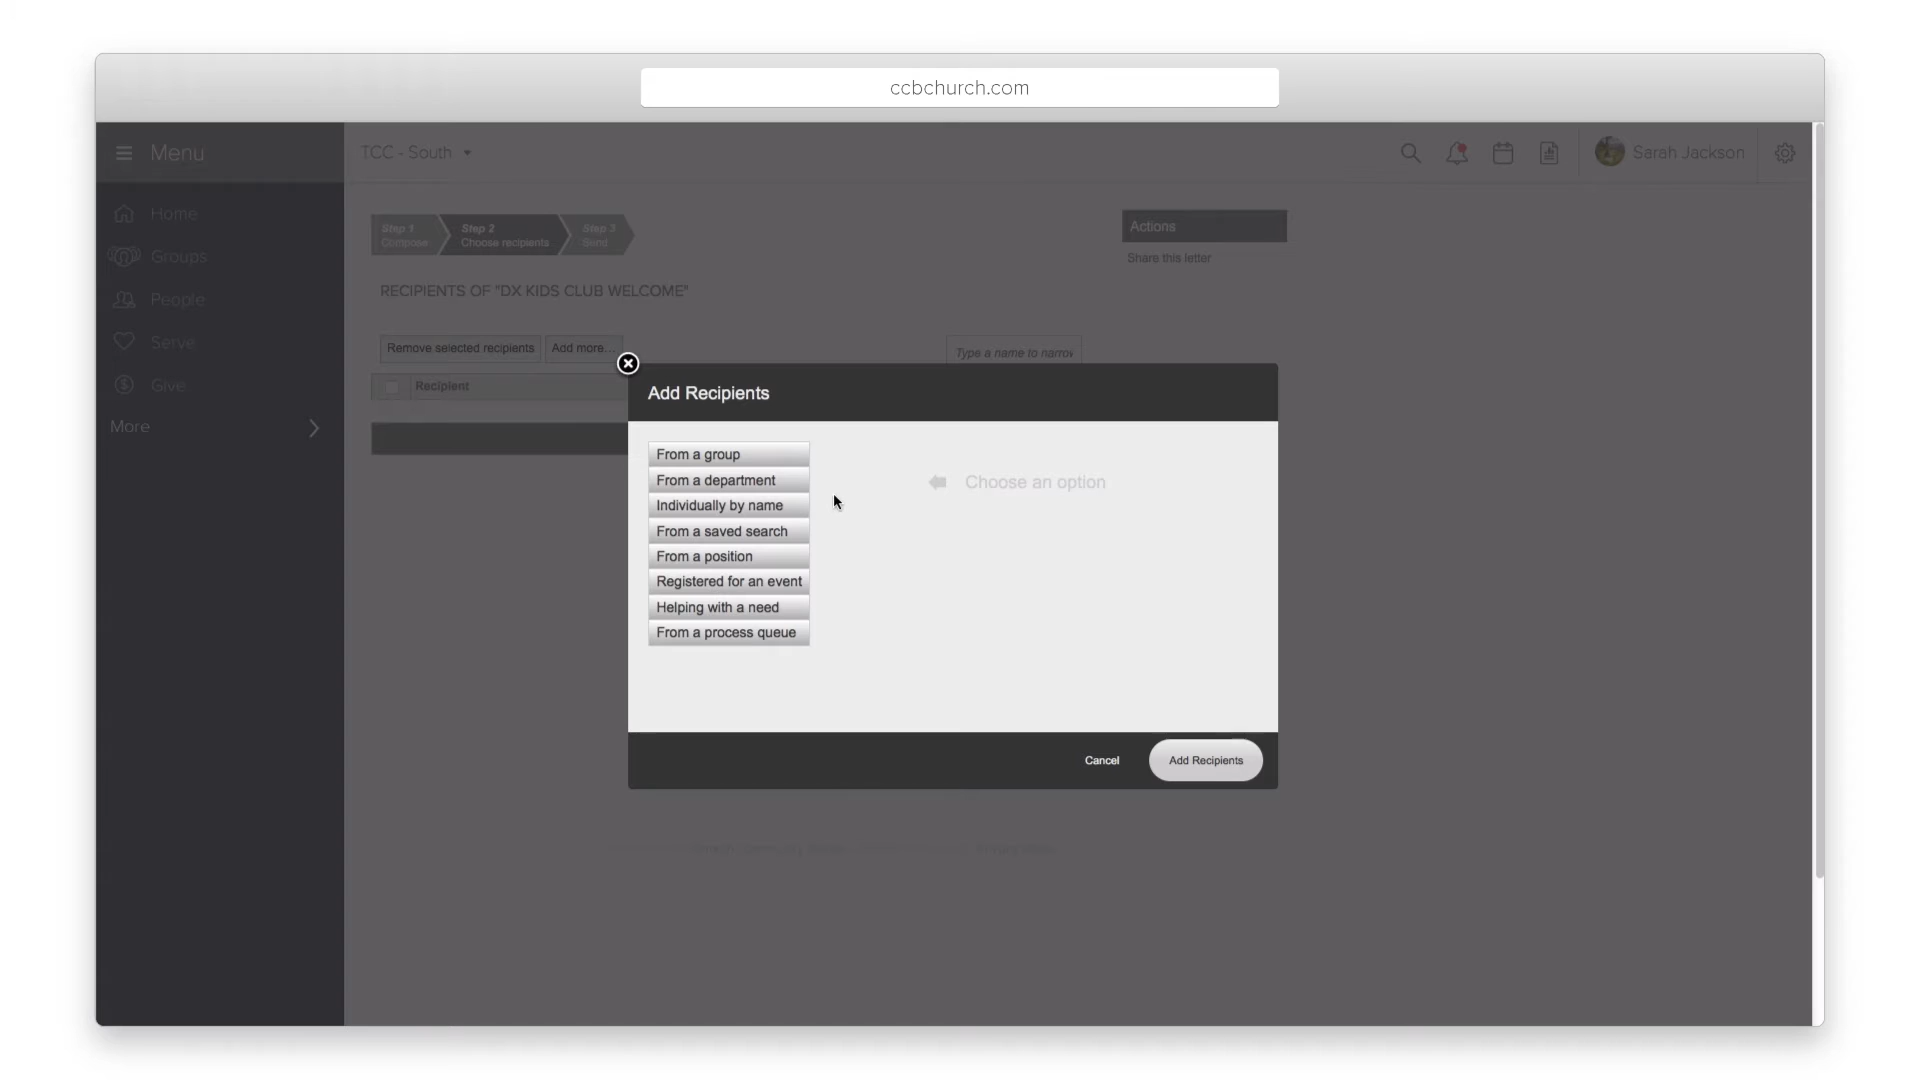 ccbchurch.com
Menu
TCC - South
Sarah Jackson
Home
Groups
People
Serve
Give
More
Step 1
Compose
Step 2
Choose recipients
Step 3
Send
Actions
Share this letter
RECIPIENTS OF "DX KIDS CLUB WELCOME"
Remove selected recipients
Add more...
Type a name to narrow
Recipient
Add Recipients
From a group
From a department
Individually by name
From a saved search
From a position
Registered for an event
Helping with a need
From a process queue
Choose an option
Cancel
Add Recipients